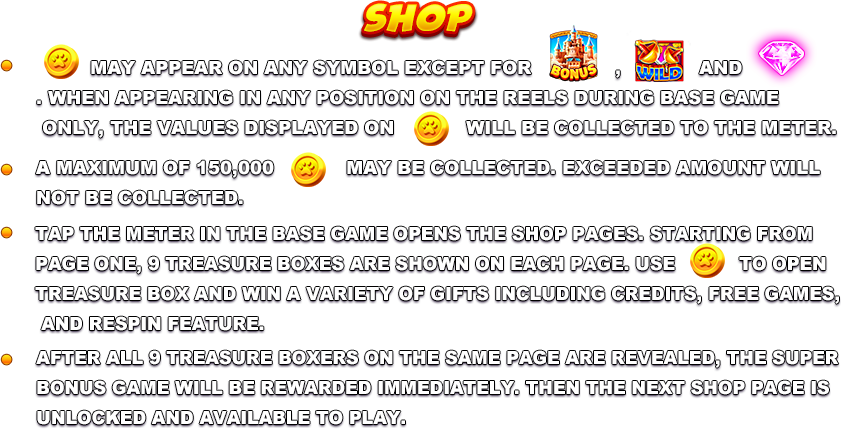 SHOP
MAY APPEAR ON ANY SYMBOL EXCEPT FOR BONUS , WILD AND
. WHEN APPEARING IN ANY POSITION ON THE REELS DURING BASE GAME
ONLY, THE VALUES DISPLAYED ON WILL BE COLLECTED TO THE METER.
A MAXIMUM OF 150,000 MAY BE COLLECTED. EXCEEDED AMOUNT WILL
NOT BE COLLECTED.
TAP THE METER IN THE BASE GAME OPENS THE SHOP PAGES. STARTING FROM
PAGE ONE, 9 TREASURE BOXES ARE SHOWN ON EACH PAGE. USE TO OPEN
TREASURE BOX AND WIN A VARIETY OF GIFTS INCLUDING CREDITS, FREE GAMES,
AND RESPIN FEATURE.
AFTER ALL 9 TREASURE BOXERS ON THE SAME PAGE ARE REVEALED, THE SUPER
BONUS GAME WILL BE REWARDED IMMEDIATELY. THEN THE NEXT SHOP PAGE IS
UNLOCKED AND AVAILABLE TO PLAY.